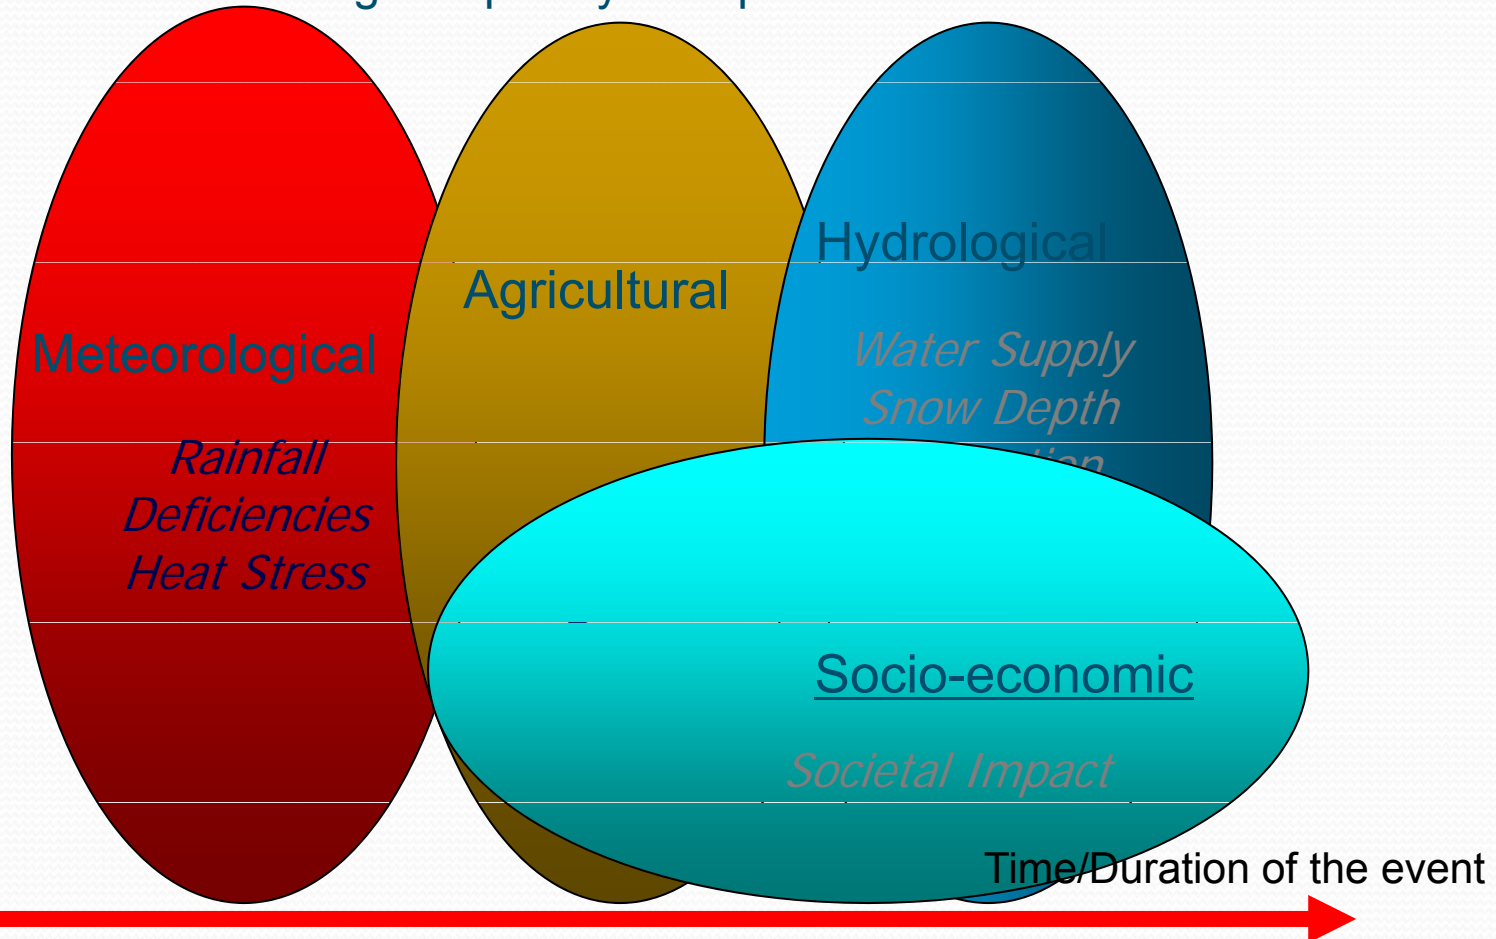 Meteorological
Rainfall
Deficiencies
Heat Stress
Agricultural
Hydrological
Water Supply
Snow Depth
Socio-economic
Societal Impact
Time/Duration of the event